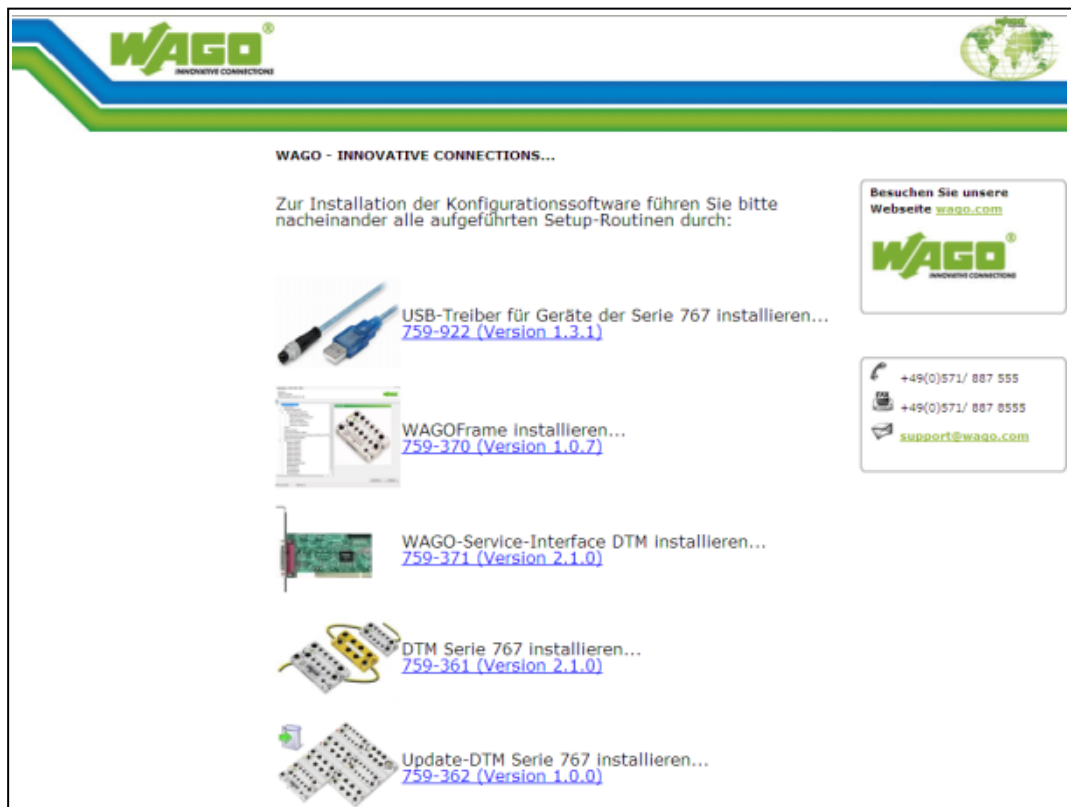 WAGO®
INNOVATIVE CONNECTIONS
WAGO
WAGO - INNOVATIVE CONNECTIONS...
Zur Installation der Konfigurationssoftware führen Sie bitte
nacheinander alle aufgeführten Setup-Routinen durch:
USB-Treiber für Geräte der Serie 767 installieren...
759-922 (Version 1.3.1)
WAGOFrame installieren...
759-370 (Version 1.0.7)
WAGO-Service-Interface DTM installieren...
759-371 (Version 2.1.0)
DTM Serie 767 installieren...
759-361 (Version 2.1.0)
Update-DTM Serie 767 installieren...
759-362 (Version 1.0.0)
Besuchen Sie unsere
Webseite wago.com
WAGO®
INNOVATIVE CONNECTIONS
+49(0)571/ 887 555
FAX
+49(0)571/ 887 8555
support@wago.com